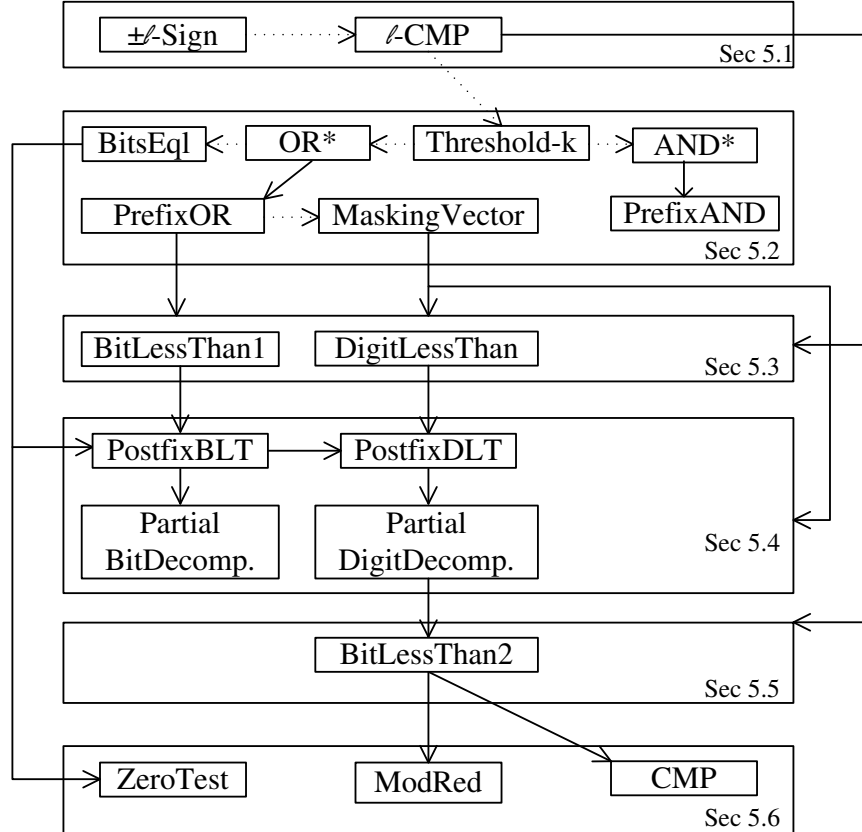 ±ℓ-Sign
ℓ-CMP
Sec 5.1
BitsEql
OR*
Threshold-k
AND*
PrefixOR
MaskingVector
PrefixAND
Sec 5.2
BitLessThan1
DigitLessThan
Sec 5.3
PostfixBLT
PostfixDLT
Partial
BitDecomp.
Partial
DigitDecomp.
Sec 5.4
BitLessThan2
Sec 5.5
ZeroTest
ModRed
CMP
Sec 5.6